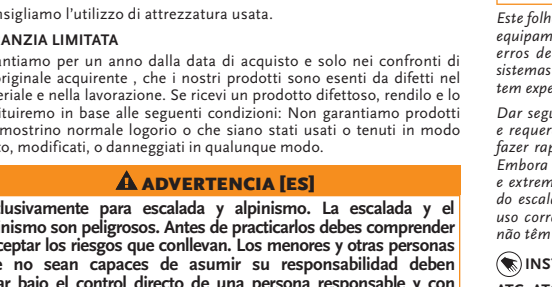 nsigliamo l'utilizzo di attrezzatura usata.
ANZIA LIMITATA
antiamo per un anno dalla data di acquisto e solo nei confronti di
originale acquirente , che i nostri prodotti sono esenti da difetti nel
eriale e nella lavorazione. Se ricevi un prodotto difettoso, rendilo e lo
tituiremo in base alle seguenti condizioni: Non garantiamo prodotti
mostrino normale logorio o che siano stati usati o tenuti in modo
to, modificati, o danneggiati in qualunque modo.
ADVERTENCIA [ES]
clusivamente para escalada y alpinismo. La escalada y el
inismo son peligrosos. Antes de practicarlos debes comprender
ceptar los riesgos que conllevan. Los menores y otras personas
e no sean capaces de asumir su responsabilidad deben
ar bajo el control directo de una persona responsable y con
Este folh
equipam
erros de
sistemas
tem expe
Dar segu
e requer
fazer rap
Embora
e extrem
do escala
uso corre
não têm
INST